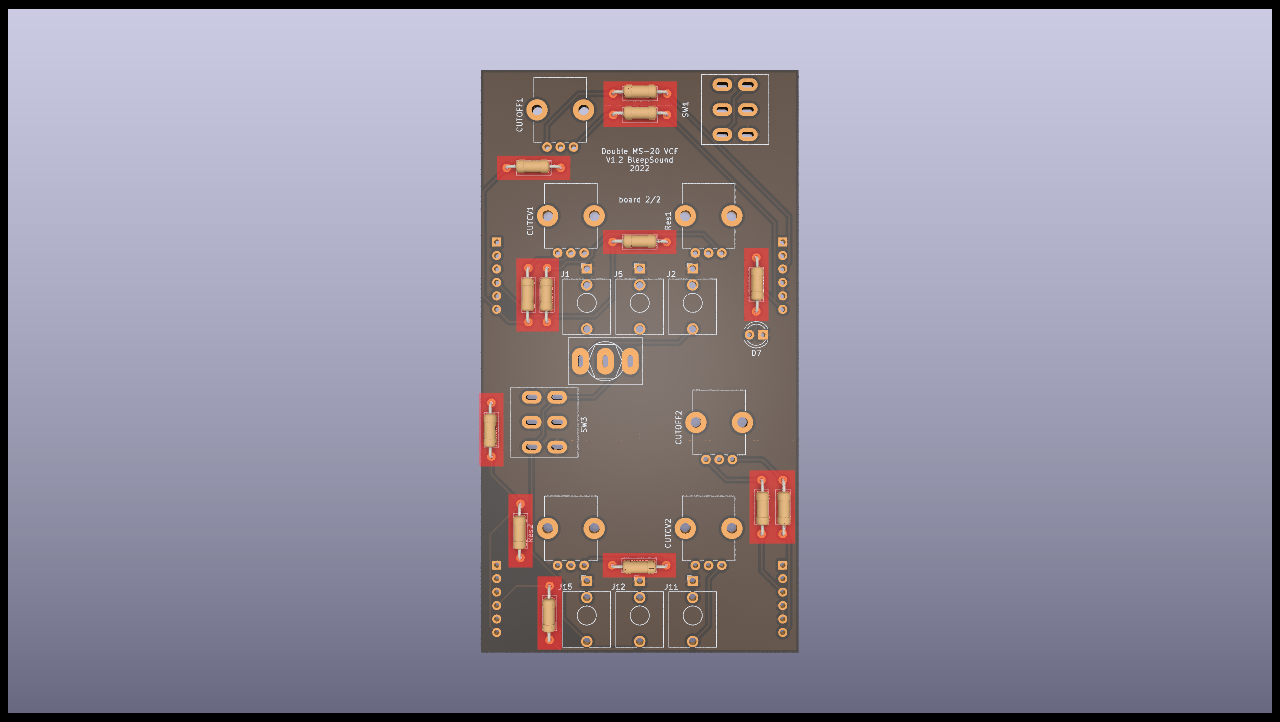 CUTOFF1
SW1
Double MS-20 VCF
V1.2 BleepSound
2022
board 2/2
CUTCV1
Res1
J1
J5
J2
D7
SW3
CUTOFF2
Res2
CUTCV2
J15
J12
J11